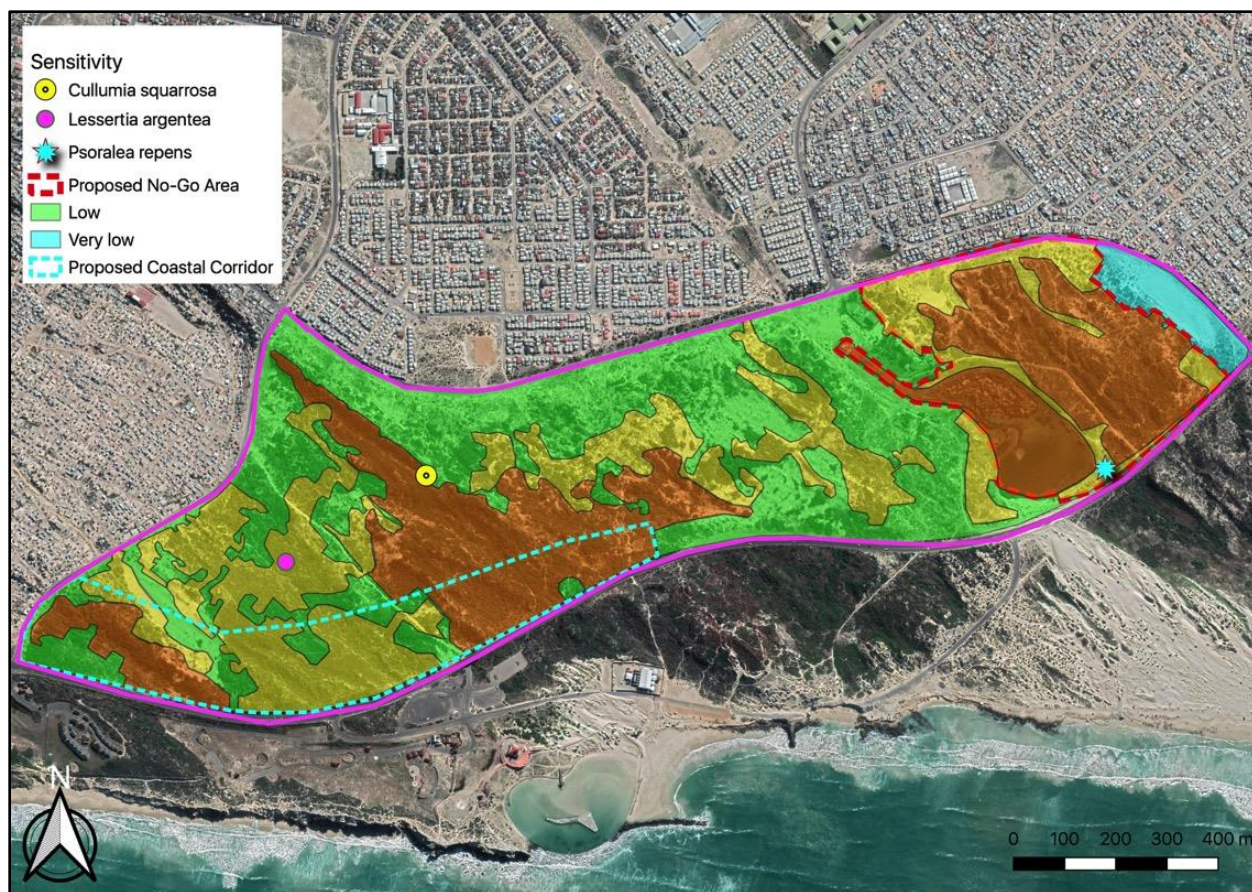 Sensitivity
Cullumia squarrosa
Lessertia argentea
Psoralea repens
Proposed No-Go Area
Low
Very low
Proposed Coastal Corridor
N
0 100 200 300 400 m